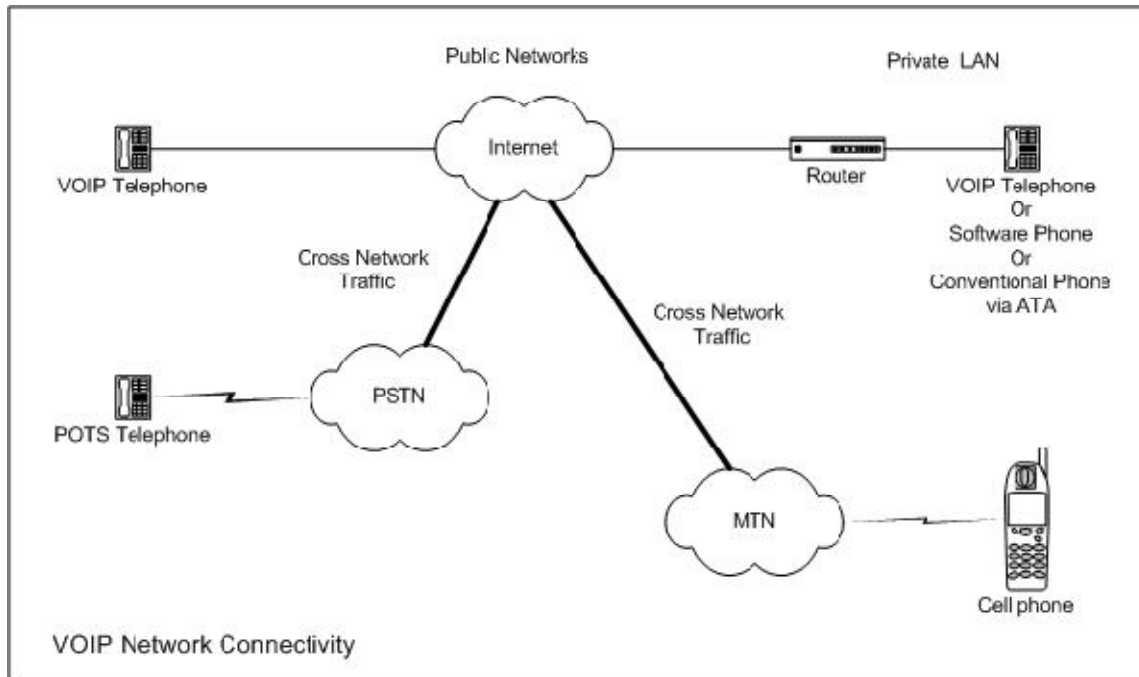 Public Networks
Private LAN
Internet
VOIP Telephone
Router
VOIP Telephone
Or
Software Phone
Or
Conventional Phone
via ATA
Cross Network
Traffic
Cross Network
Traffic
PSTN
POTS Telephone
MTN
Cell phone
VOIP Network Connectivity